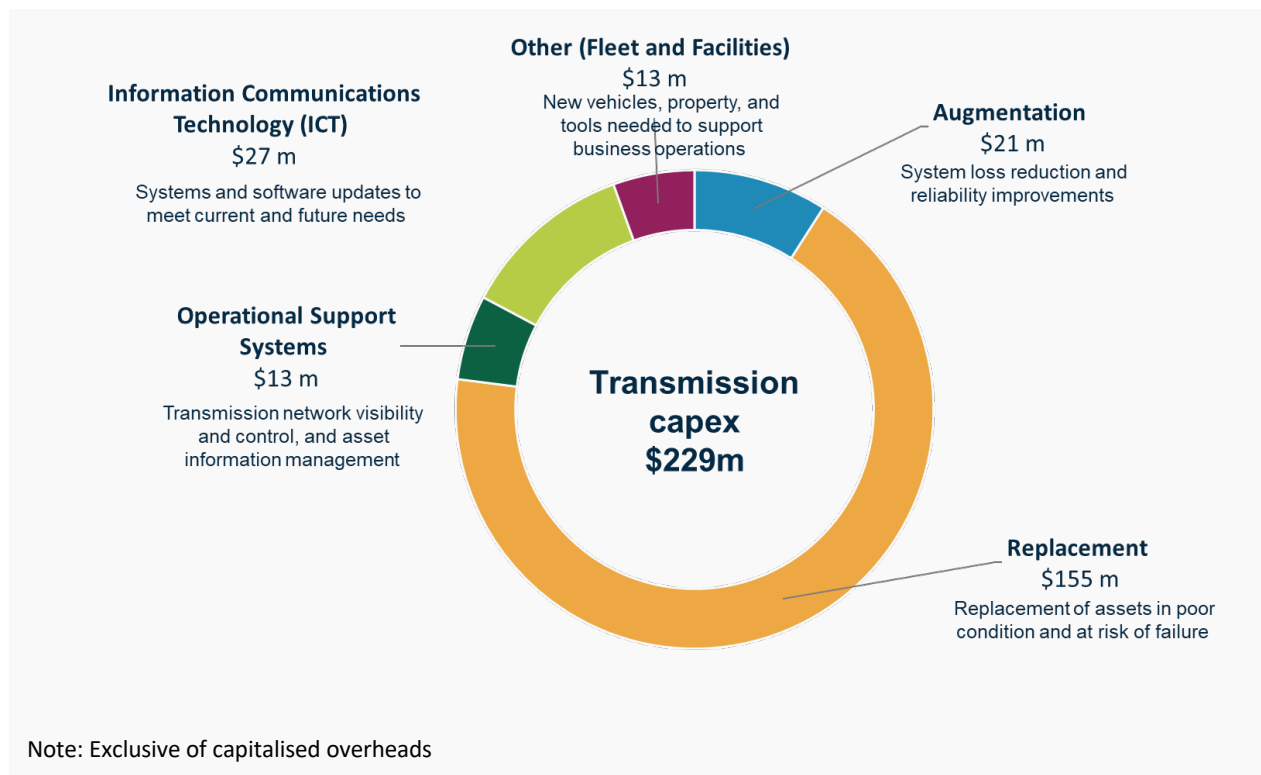 Other (Fleet and Facilities)
$13 m
New vehicles, property, and
tools needed to support
business operations
Information Communications
Technology (ICT)
$27 m
Systems and software updates to
meet current and future needs
Augmentation
$21 m
System loss reduction and
reliability improvements
Operational Support
Systems
$13 m
Transmission network visibility
and control, and asset
information management
Transmission
capex
$229m
Replacement
$155 m
Replacement of assets in poor
condition and at risk of failure
Note: Exclusive of capitalised overheads